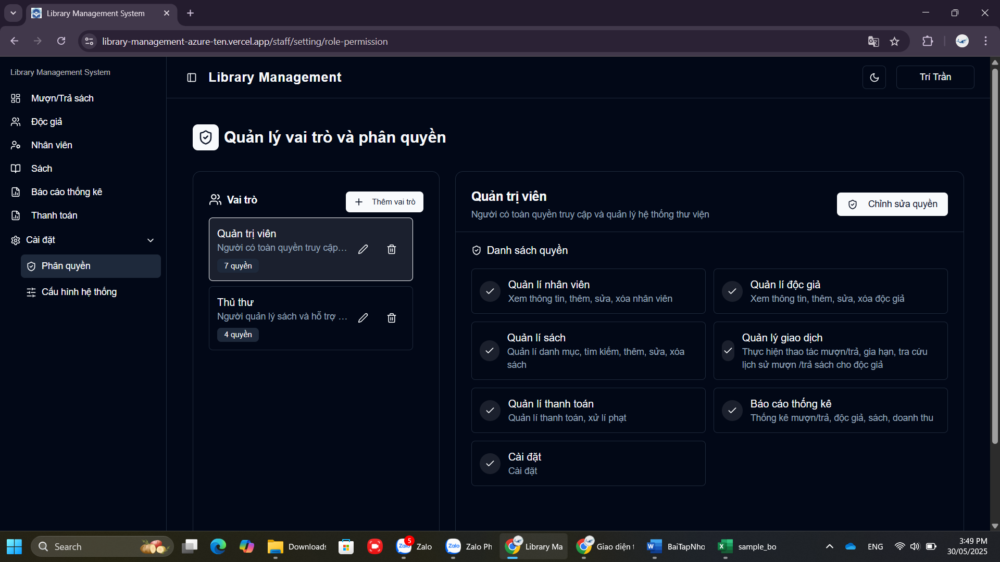 Library Management System
library-management-azure-ten.vercel.app/staff/setting/role-permission
Library Management System
Mượn/Trả sách
Độc giả
Nhân viên
Sách
Báo cáo thống kê
Thanh toán
Cài đặt
Phân quyền
Cấu hình hệ thống
Library Management
Trí Trần
Quản lý vai trò và phân quyền
Vai trò
Thêm vai trò
Quản trị viên
Người có toàn quyền truy cập...
7 quyền
Thủ thư
Người quản lý sách và hỗ trợ ...
4 quyền
Quản trị viên
Người có toàn quyền truy cập và quản lý hệ thống thư viện
Chỉnh sửa quyền
Danh sách quyền
Quản lí nhân viên
Xem thông tin, thêm, sửa, xóa nhân viên
Quản lí độc giả
Xem thông tin, thêm, sửa, xóa độc giả
Quản lí sách
Quản lí danh mục, tìm kiếm, thêm, sửa, xóa
sách
Quản lý giao dịch
Thực hiện thao tác mượn/trả, gia hạn, tra cứu
lịch sử mượn /trả sách cho độc giả
Quản lí thanh toán
Quản lí thanh toán, xử lí phạt
Báo cáo thống kê
Thống kê mượn/trả, độc giả, sách, doanh thu
Cài đặt
Cài đặt
Search
Downloads
Zalo
5
Zalo
Zalo
Zalo Ph
Library Ma
Giao diện t
BaiTapNho
sample_bo
ENG
3:49 PM
30/05/2025